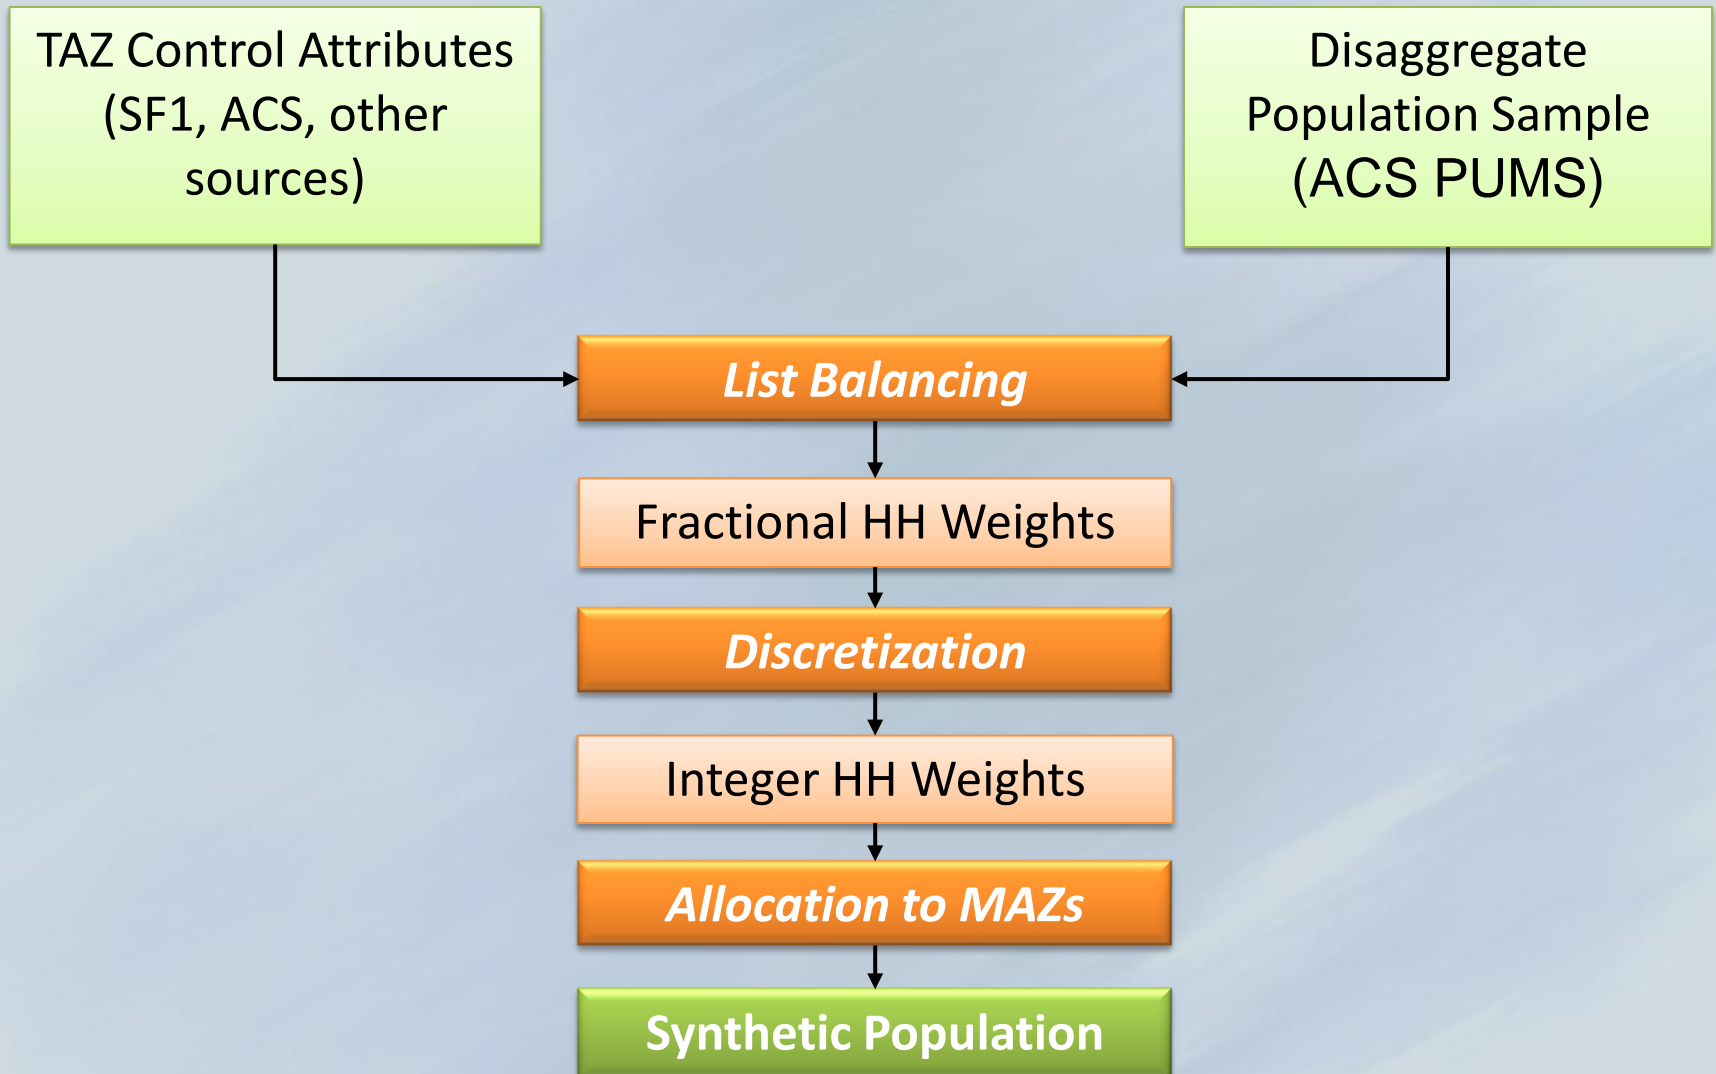 TAZ Control Attributes
(SF1, ACS, other
sources)
Disaggregate
Population Sample
(ACS PUMS)
List Balancing
Fractional HH Weights
Discretization
Integer HH Weights
Allocation to MAZs
Synthetic Population